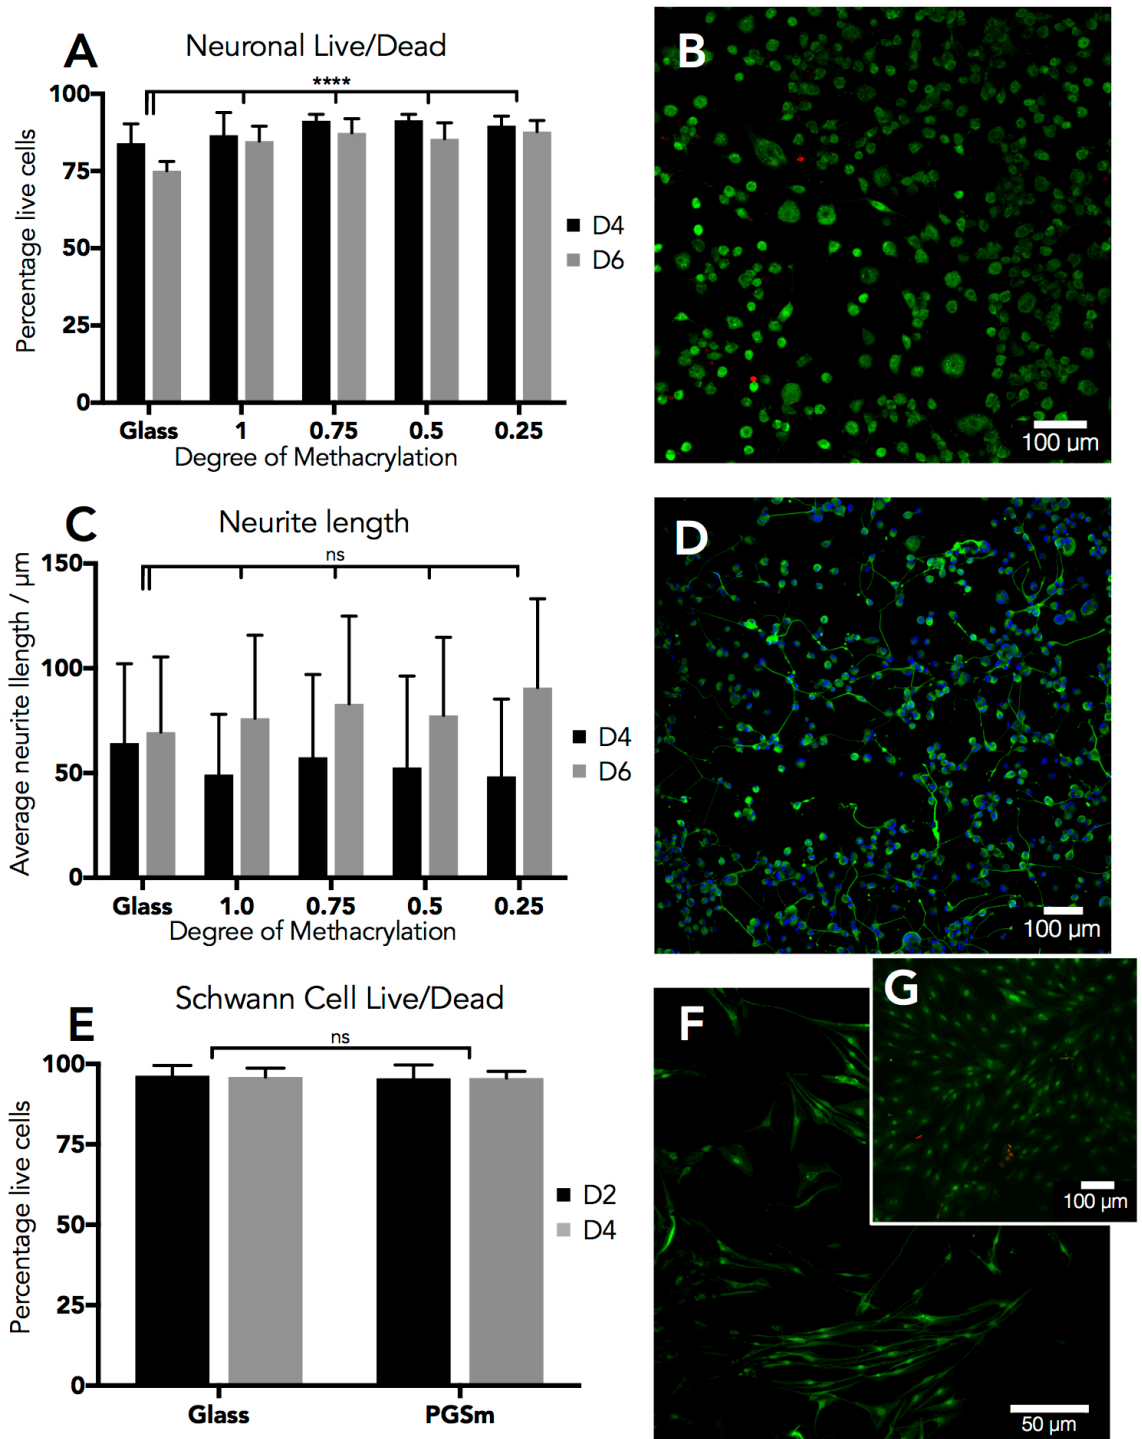 A
Neuronal Live/Dead
****
100
75
50
25
0
Percentage live cells
Glass 1 0.75 0.5 0.25
Degree of Methacrylation
D4
D6
B
100 µm
C
Neurite length
ns
150
100
50
0
Average neurite llength / µm
Glass 1.0 0.75 0.5 0.25
Degree of Methacrylation
D4
D6
D
100 µm
E
Schwann Cell Live/Dead
ns
100
75
50
25
0
Percentage live cells
Glass PGSm
D2
D4
F
50 µm
G
100 µm